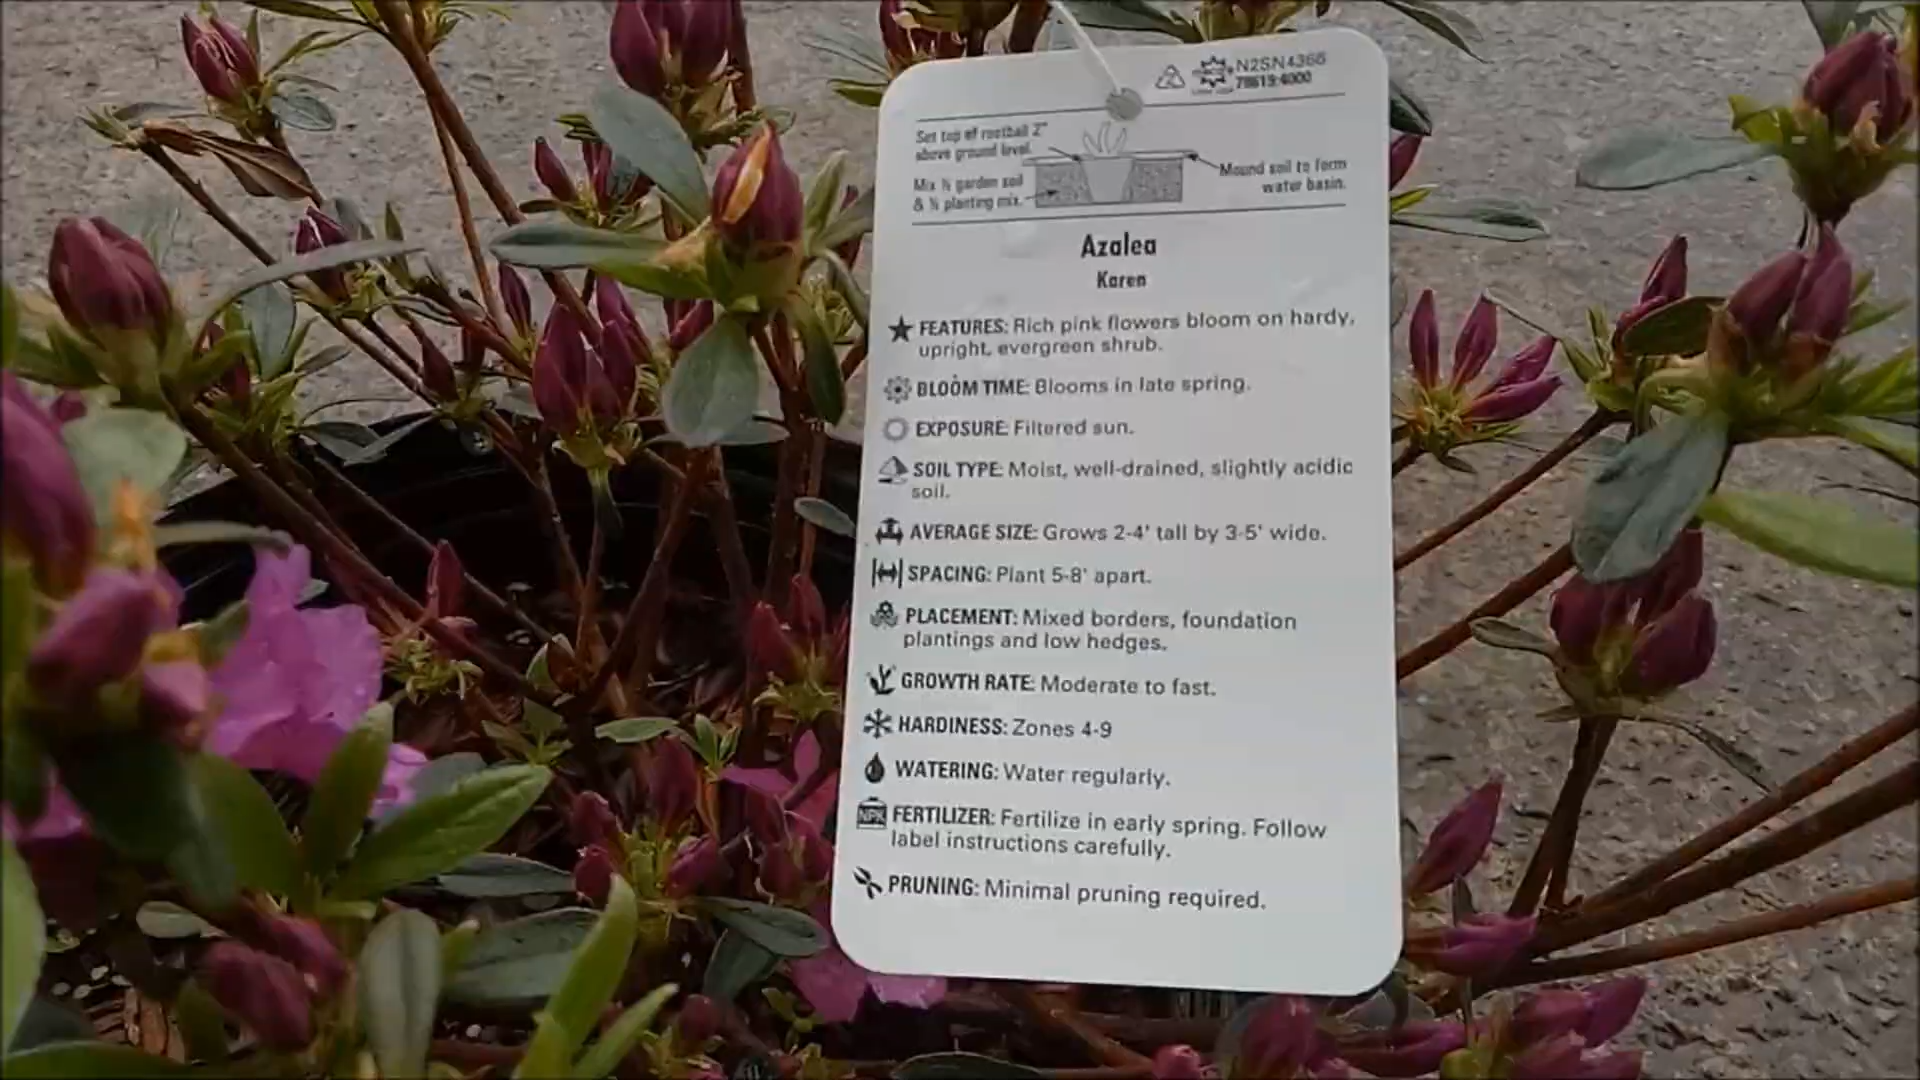 N2SN4365
78619:4000
Set top of rootball 2"
above ground level.
Mix ½ garden soil
& ½ planting mix.
Mound soil to form
water basin.
Azalea
Karen
FEATURES: Rich pink flowers bloom on hardy,
upright, evergreen shrub.
BLOOM TIME: Blooms in late spring.
EXPOSURE: Filtered sun.
SOIL TYPE: Moist, well-drained, slightly acidic
soil.
AVERAGE SIZE: Grows 2-4' tall by 3-5' wide.
SPACING: Plant 5-8' apart.
PLACEMENT: Mixed borders, foundation
plantings and low hedges.
GROWTH RATE: Moderate to fast.
HARDINESS: Zones 4-9
WATERING: Water regularly.
NPK
FERTILIZER: Fertilize in early spring. Follow
label instructions carefully.
PRUNING: Minimal pruning required.